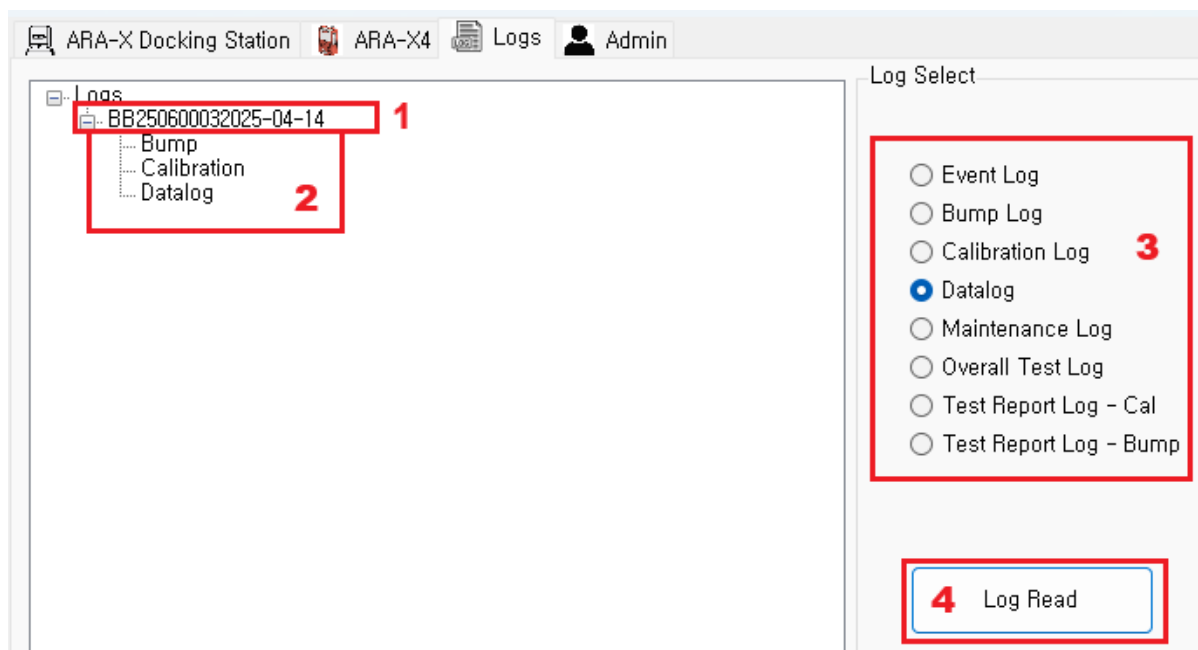 ARA-X Docking Station ARA-X4 Logs Admin
Logs
BB250600032025-04-14 1
Bump
Calibration
Datalog
2
Log Select
Event Log
Bump Log
Calibration Log
3
Datalog
Maintenance Log
Overall Test Log
Test Report Log - Cal
Test Report Log - Bump
4 Log Read